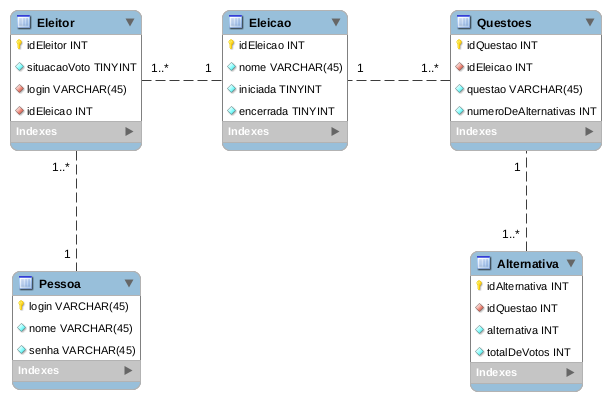 Eleitor
idEleitor INT
situacaoVoto TINYINT
login VARCHAR(45)
idEleicao INT
Indexes
1..*
1
Eleicao
idEleicao INT
nome VARCHAR(45)
iniciada TINYINT
encerrada TINYINT
Indexes
1
1..*
Questoes
idQuestao INT
idEleicao INT
questao VARCHAR(45)
numeroDeAlternativas INT
Indexes
1..*
1
Pessoa
login VARCHAR(45)
nome VARCHAR(45)
senha VARCHAR(45)
Indexes
1
1..*
Alternativa
idAlternativa INT
idQuestao INT
alternativa INT
totalDeVotos INT
Indexes